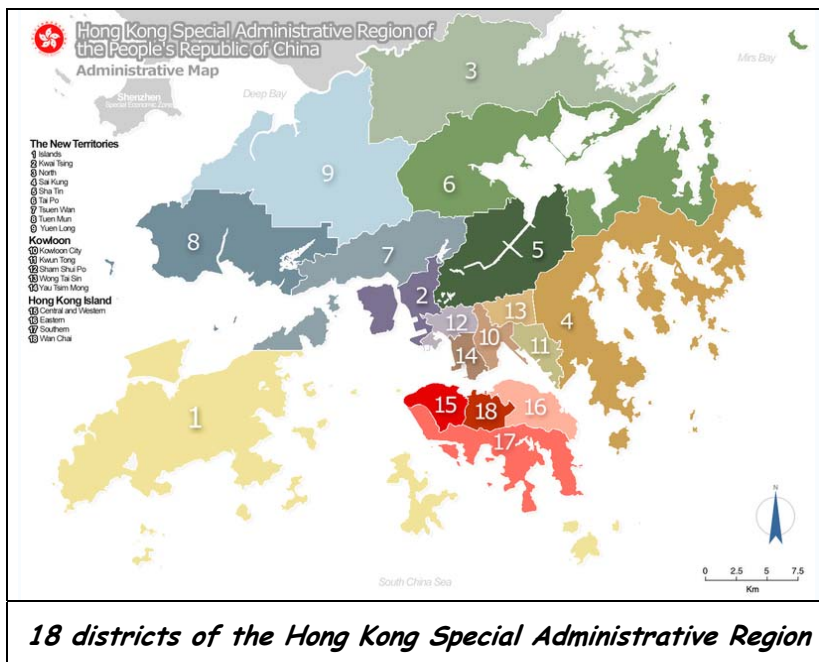 Hong Kong Special Administrative Region of
the People's Republic of China
Administrative Map
Mirs Bay
Deep Bay
Shenzhen
Special Economic Zone
The New Territories
1 Islands
2 Kwai Tsing
3 North
4 Sai Kung
5 Sha Tin
6 Tai Po
7 Tsuen Wan
8 Tuen Mun
9 Yuen Long
Kowloon
10 Kowloon City
11 Kwun Tong
12 Sham Shui Po
13 Wong Tai Sin
14 Yau Tsim Mong
Hong Kong Island
15 Central and Western
16 Eastern
17 Southern
18 Wan Chai
3
9
6
8
7
5
2
13
12
10
4
11
14
1
15
18
16
17
N
0 2.5 5 7.5
Km
South China Sea
18 districts of the Hong Kong Special Administrative Region